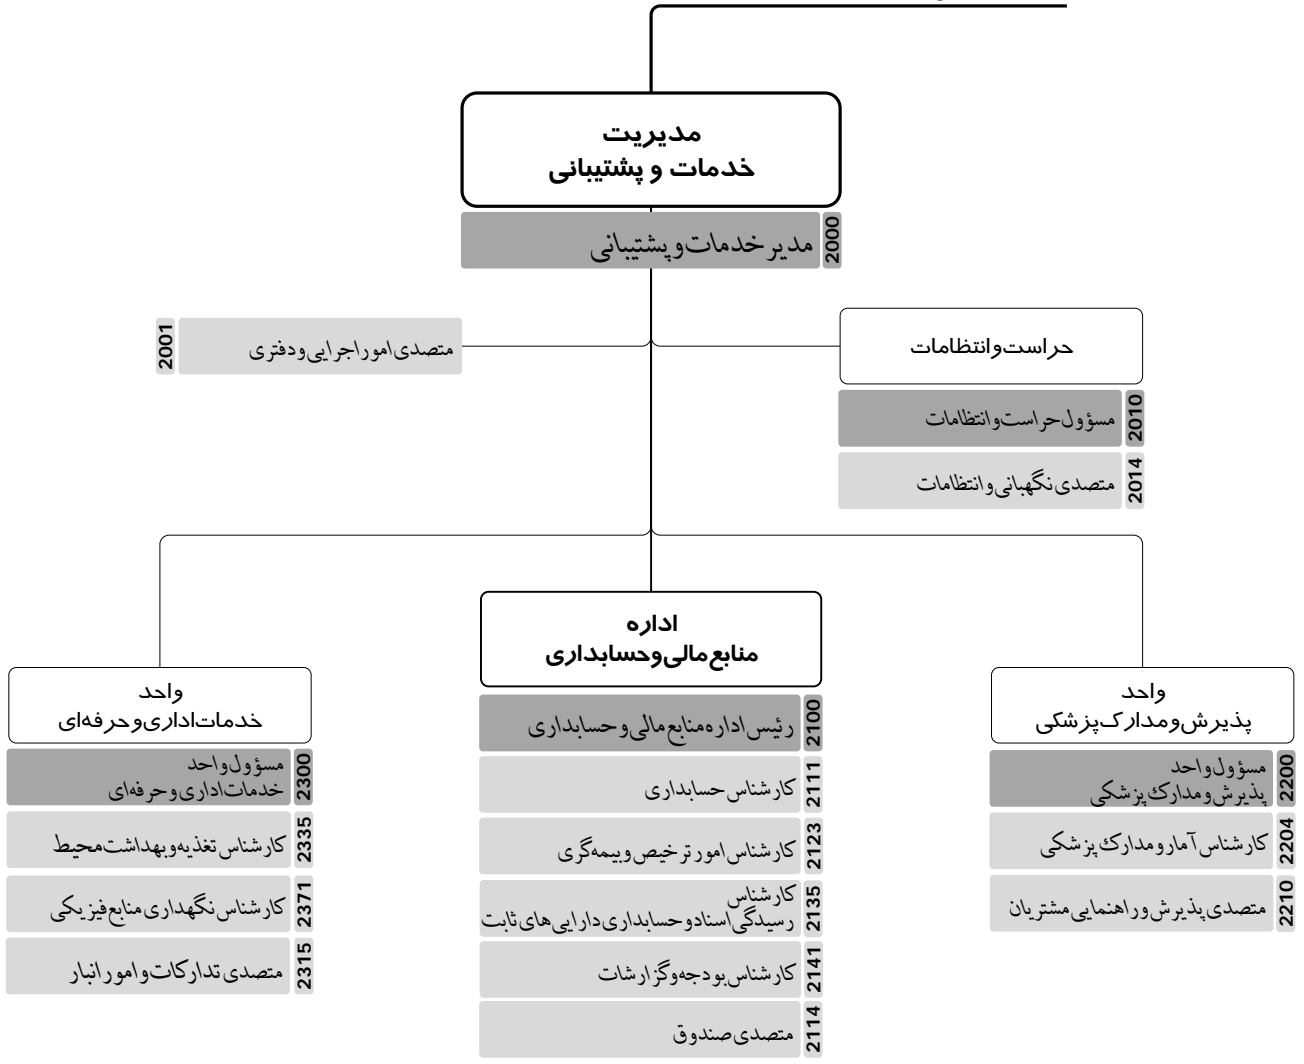 مدیریت
خدمات و پشتیبانی
2000 مدیر خدمات و پشتیبانی
حراست و انتظامات
2010 مسؤول حراست و انتظامات
2014 متصدی نگهبانی و انتظامات
متصدی امور اجرایی و دفتری 2001
واحد
پذیرش و مدارک پزشکی
2200 مسؤول واحد
پذیرش و مدارک پزشکی
2204 کارشناس آمار و مدارک پزشکی
2210 متصدی پذیرش و راهنمایی مشتریان
اداره
منابع مالی و حسابداری
2100 رئیس اداره منابع مالی و حسابداری
2111 کارشناس حسابداری
2123 کارشناس امور ترخیص و بیمه‌گری
2135 کارشناس
رسیدگی اسناد و حسابداری دارایی‌های ثابت
2141 کارشناس بودجه و گزارشات
2114 متصدی صندوق
واحد
خدمات اداری و حرفه‌ای
2300 مسؤول واحد
خدمات اداری و حرفه‌ای
2335 کارشناس تغذیه و بهداشت محیط
2371 کارشناس نگهداری منابع فیزیکی
2315 متصدی تدارکات و امور انبار